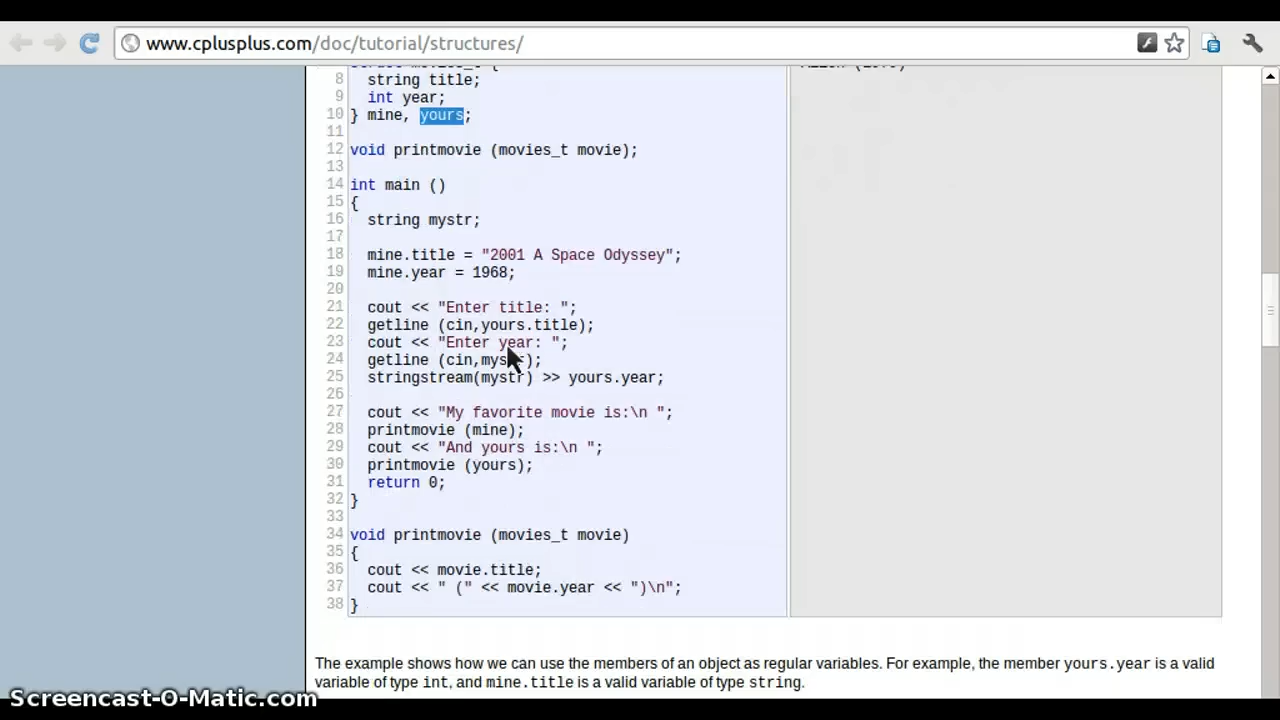 www.cplusplus.com/doc/tutorial/structures/
8 string title;
9 int year;
10 } mine, yours;
11
12 void printmovie (movies_t movie);
13
14 int main ()
15 {
16 string mystr;
17
18 mine.title = "2001 A Space Odyssey";
19 mine.year = 1968;
20
21 cout << "Enter title: ";
22 getline (cin,yours.title);
23 cout << "Enter year: ";
24 getline (cin,mystr);
25 stringstream(mystr) >> yours.year;
26
27 cout << "My favorite movie is:\n ";
28 printmovie (mine);
29 cout << "And yours is:\n ";
30 printmovie (yours);
31 return 0;
32 }
33
34 void printmovie (movies_t movie)
35 {
36 cout << movie.title;
37 cout << " (" << movie.year << ")\n";
38 }
The example shows how we can use the members of an object as regular variables. For example, the member yours.year is a valid
variable of type int, and mine.title is a valid variable of type string.
Screencast-O-Matic.com